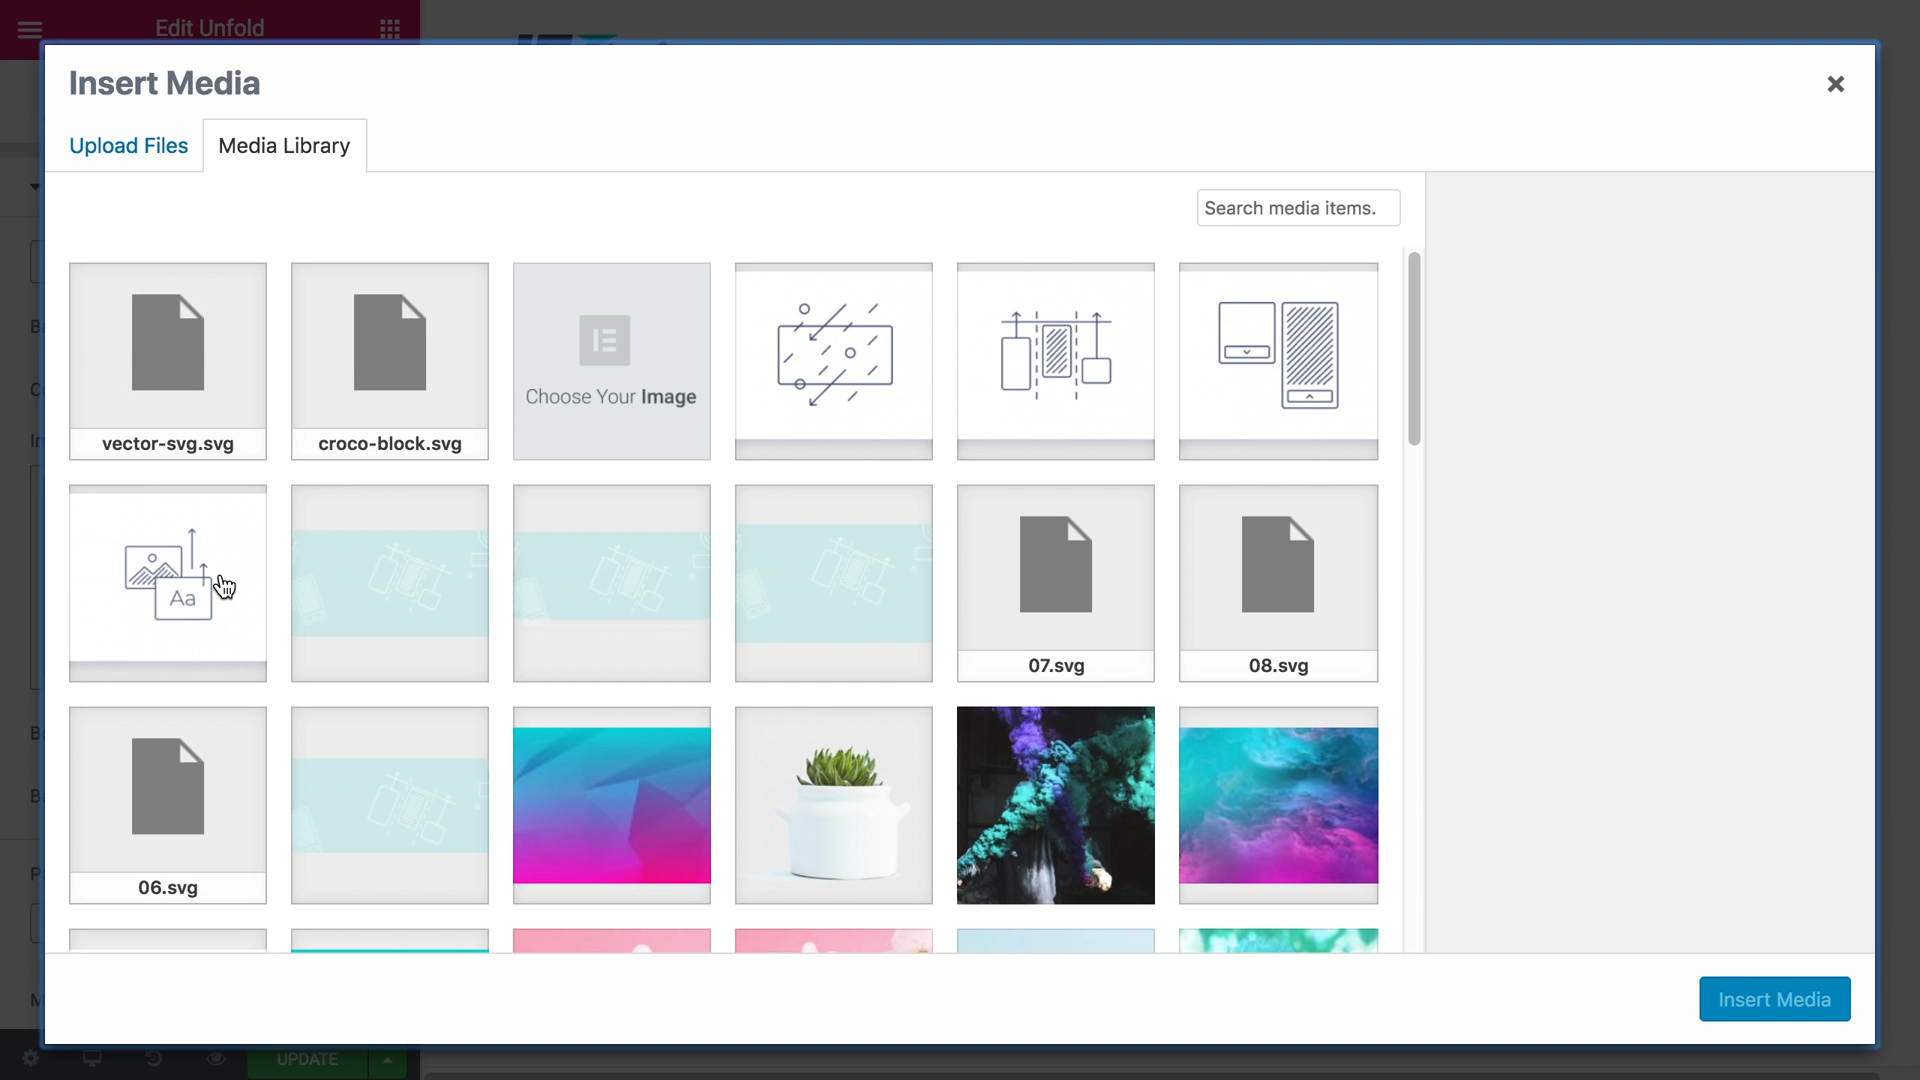 Edit Unfold
Insert Media
Upload Files
Media Library
Search media items.
vector-svg.svg
croco-block.svg
Choose Your Image
Aa
07.svg
08.svg
06.svg
Insert Media
UPDATE